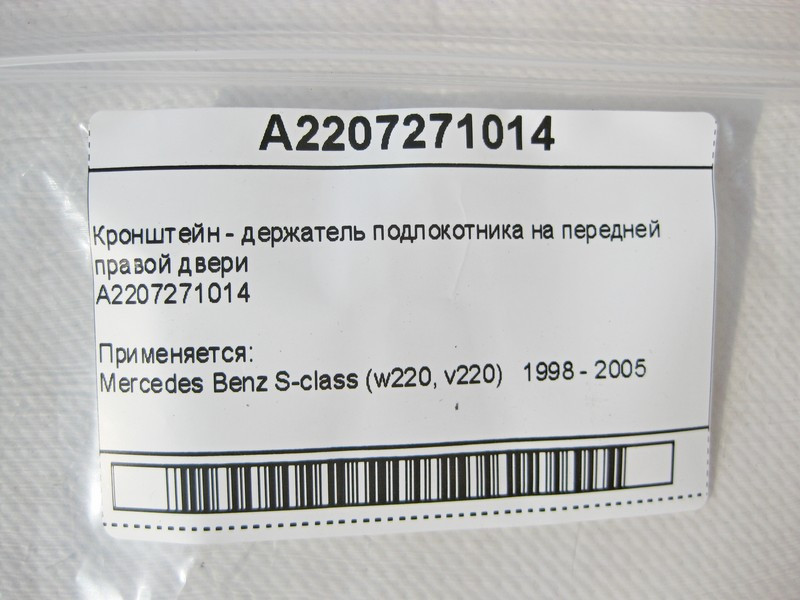 A2207271014
Кронштейн - держатель подлокотника на передней
правой двери
A2207271014
Применяется:
Mercedes Benz S-class (w220, v220) 1998 - 2005